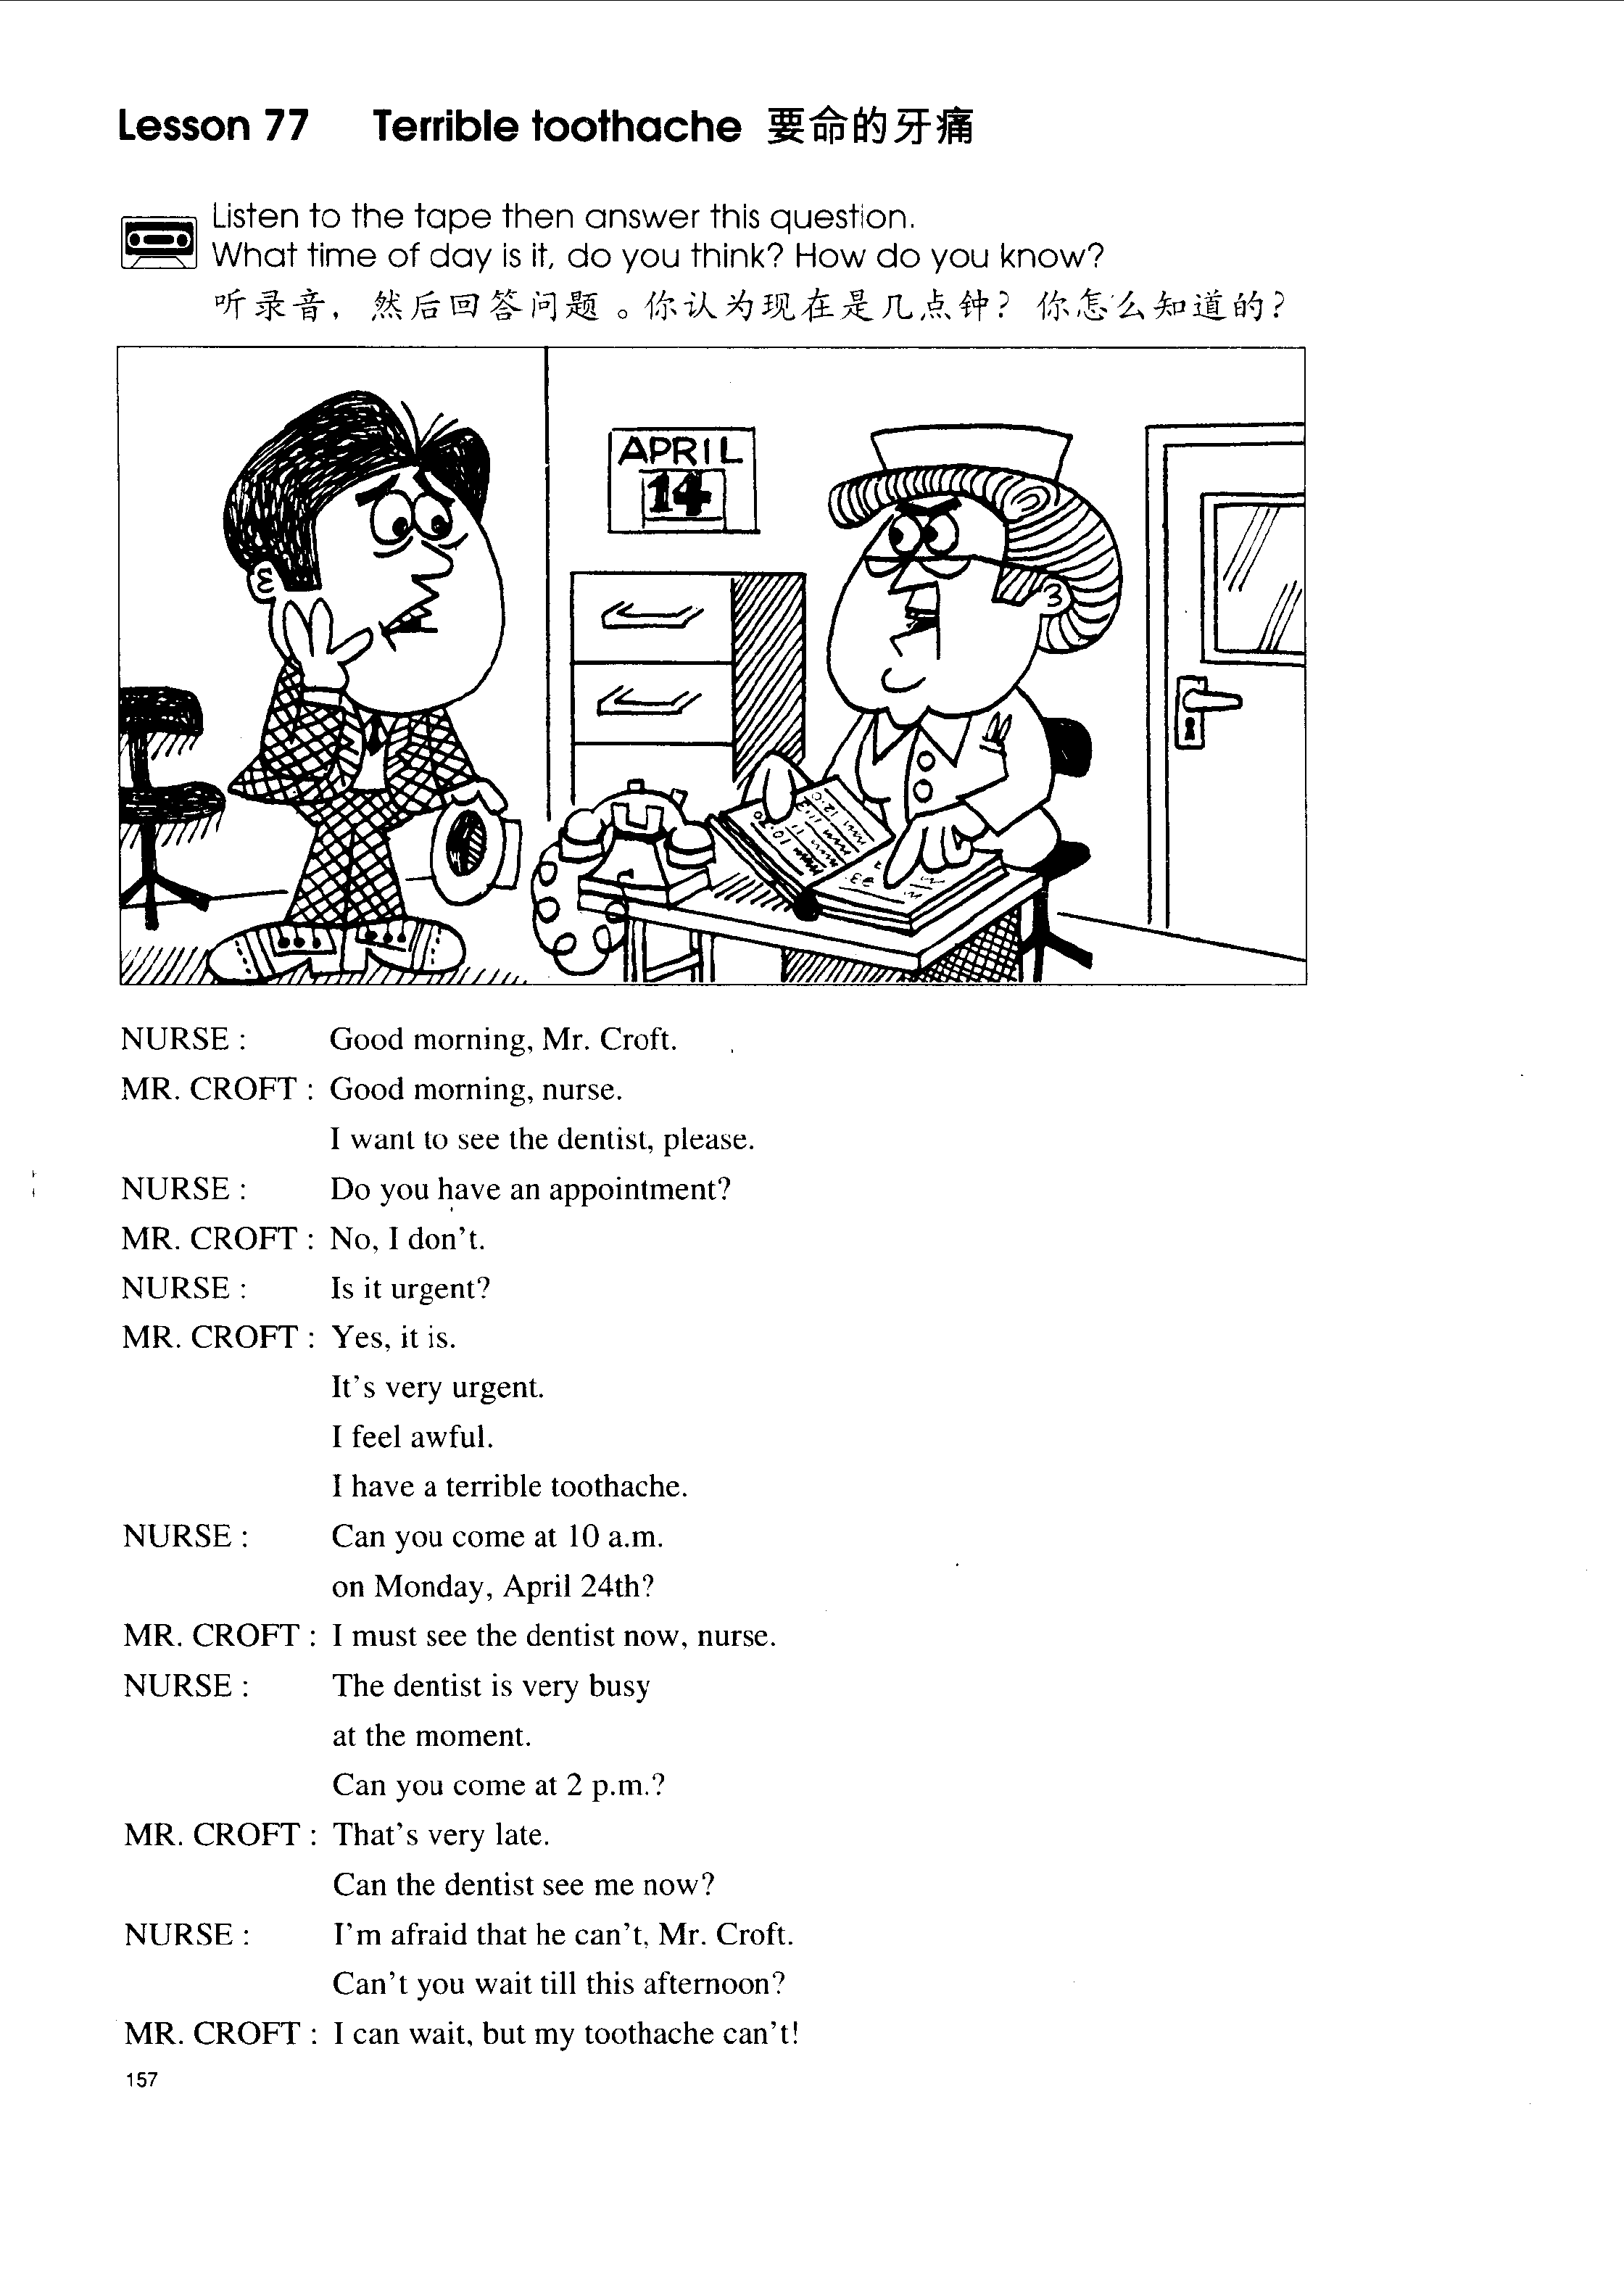 Lesson 77 Terrible toothache 要命的牙痛
Listen to the tape then answer this question.
What time of day is it, do you think? How do you know?
听录音，然后回答问题。你认为现在是几点钟？你怎么知道的？
APRIL
14
NURSE : Good morning, Mr. Croft.
MR. CROFT : Good morning, nurse.
I want to see the dentist, please.
NURSE : Do you have an appointment?
MR. CROFT : No, I don't.
NURSE : Is it urgent?
MR. CROFT : Yes, it is.
It's very urgent.
I feel awful.
I have a terrible toothache.
NURSE : Can you come at 10 a.m.
on Monday, April 24th?
MR. CROFT : I must see the dentist now, nurse.
NURSE : The dentist is very busy
at the moment.
Can you come at 2 p.m.?
MR. CROFT : That's very late.
Can the dentist see me now?
NURSE : I'm afraid that he can't, Mr. Croft.
Can't you wait till this afternoon?
MR. CROFT : I can wait, but my toothache can't!
157